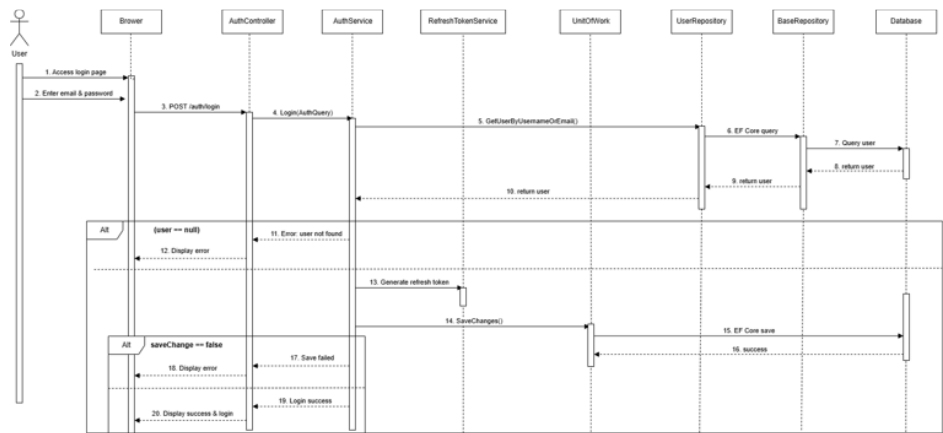 Brower
AuthController
AuthService
RefreshTokenService
UnitOfWork
UserRepository
BaseRepository
Database
User
1. Access login page
2. Enter email & password
3. POST /auth/login
4. Login(AuthQuery)
5. GetUserByUsernameOrEmail()
6. EF Core query
7. Query user
8. return user
9. return user
10. return user
Alt
(user == null)
11. Error: user not found
12. Display error
13. Generate refresh token
14. SaveChanges()
15. EF Core save
16. success
Alt
saveChange == false
17. Save failed
18. Display error
19. Login success
20. Display success & login